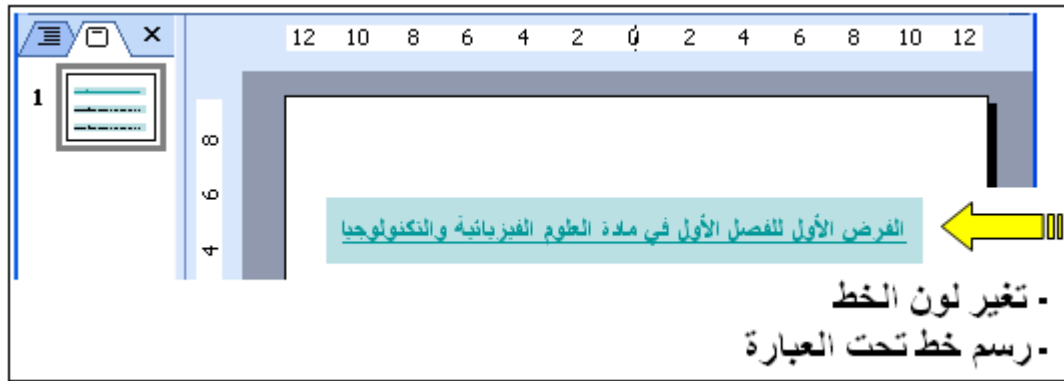 12 10 8 6 4 2 0 2 4 6 8 10 12
1
8
6
4
الفرض الأول للفصل الأول في مادة العلوم الفيزيائية والتكنولوجيا
- تغير لون الخط
- رسم خط تحت العبارة